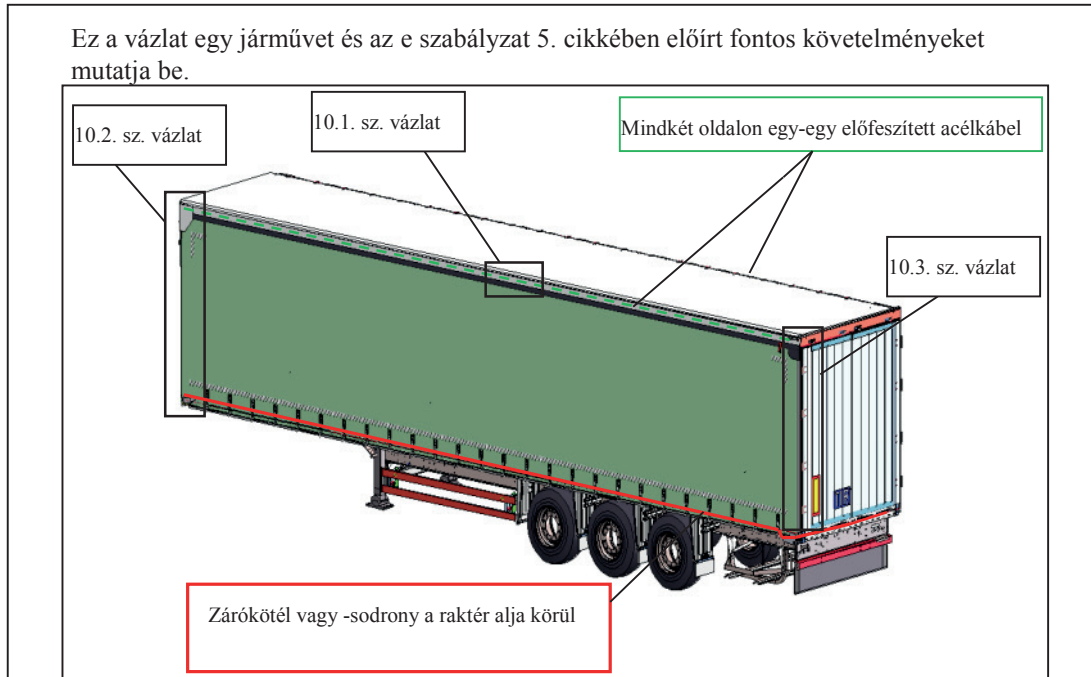 Ez a vázlat egy járművet és az e szabályzat 5. cikkében előírt fontos követelményeket
mutatja be.
10.2. sz. vázlat
10.1. sz. vázlat
Mindkét oldalon egy-egy előfeszített acélkábel
10.3. sz. vázlat
Zárókötél vagy -sodrony a raktér alja körül